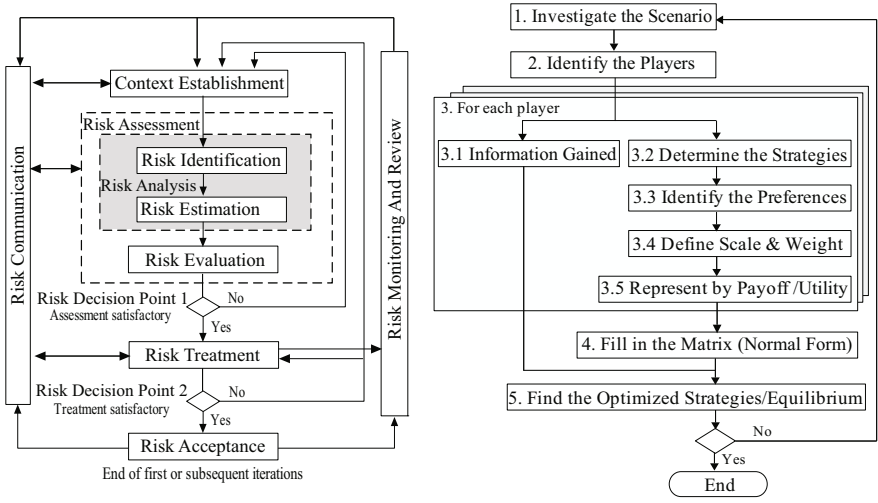 Risk Communication
Context Establishment
Risk Assessment
Risk Identification
Risk Analysis
Risk Estimation
Risk Evaluation
Risk Decision Point 1
Assessment satisfactory
No
Yes
Risk Treatment
Risk Decision Point 2
Treatment satisfactory
No
Yes
Risk Acceptance
End of first or subsequent iterations
Risk Monitoring And Review
1. Investigate the Scenario
2. Identify the Players
3. For each player
3.1 Information Gained
3.2 Determine the Strategies
3.3 Identify the Preferences
3.4 Define Scale & Weight
3.5 Represent by Payoff /Utility
4. Fill in the Matrix (Normal Form)
5. Find the Optimized Strategies/Equilibrium
No
Yes
End